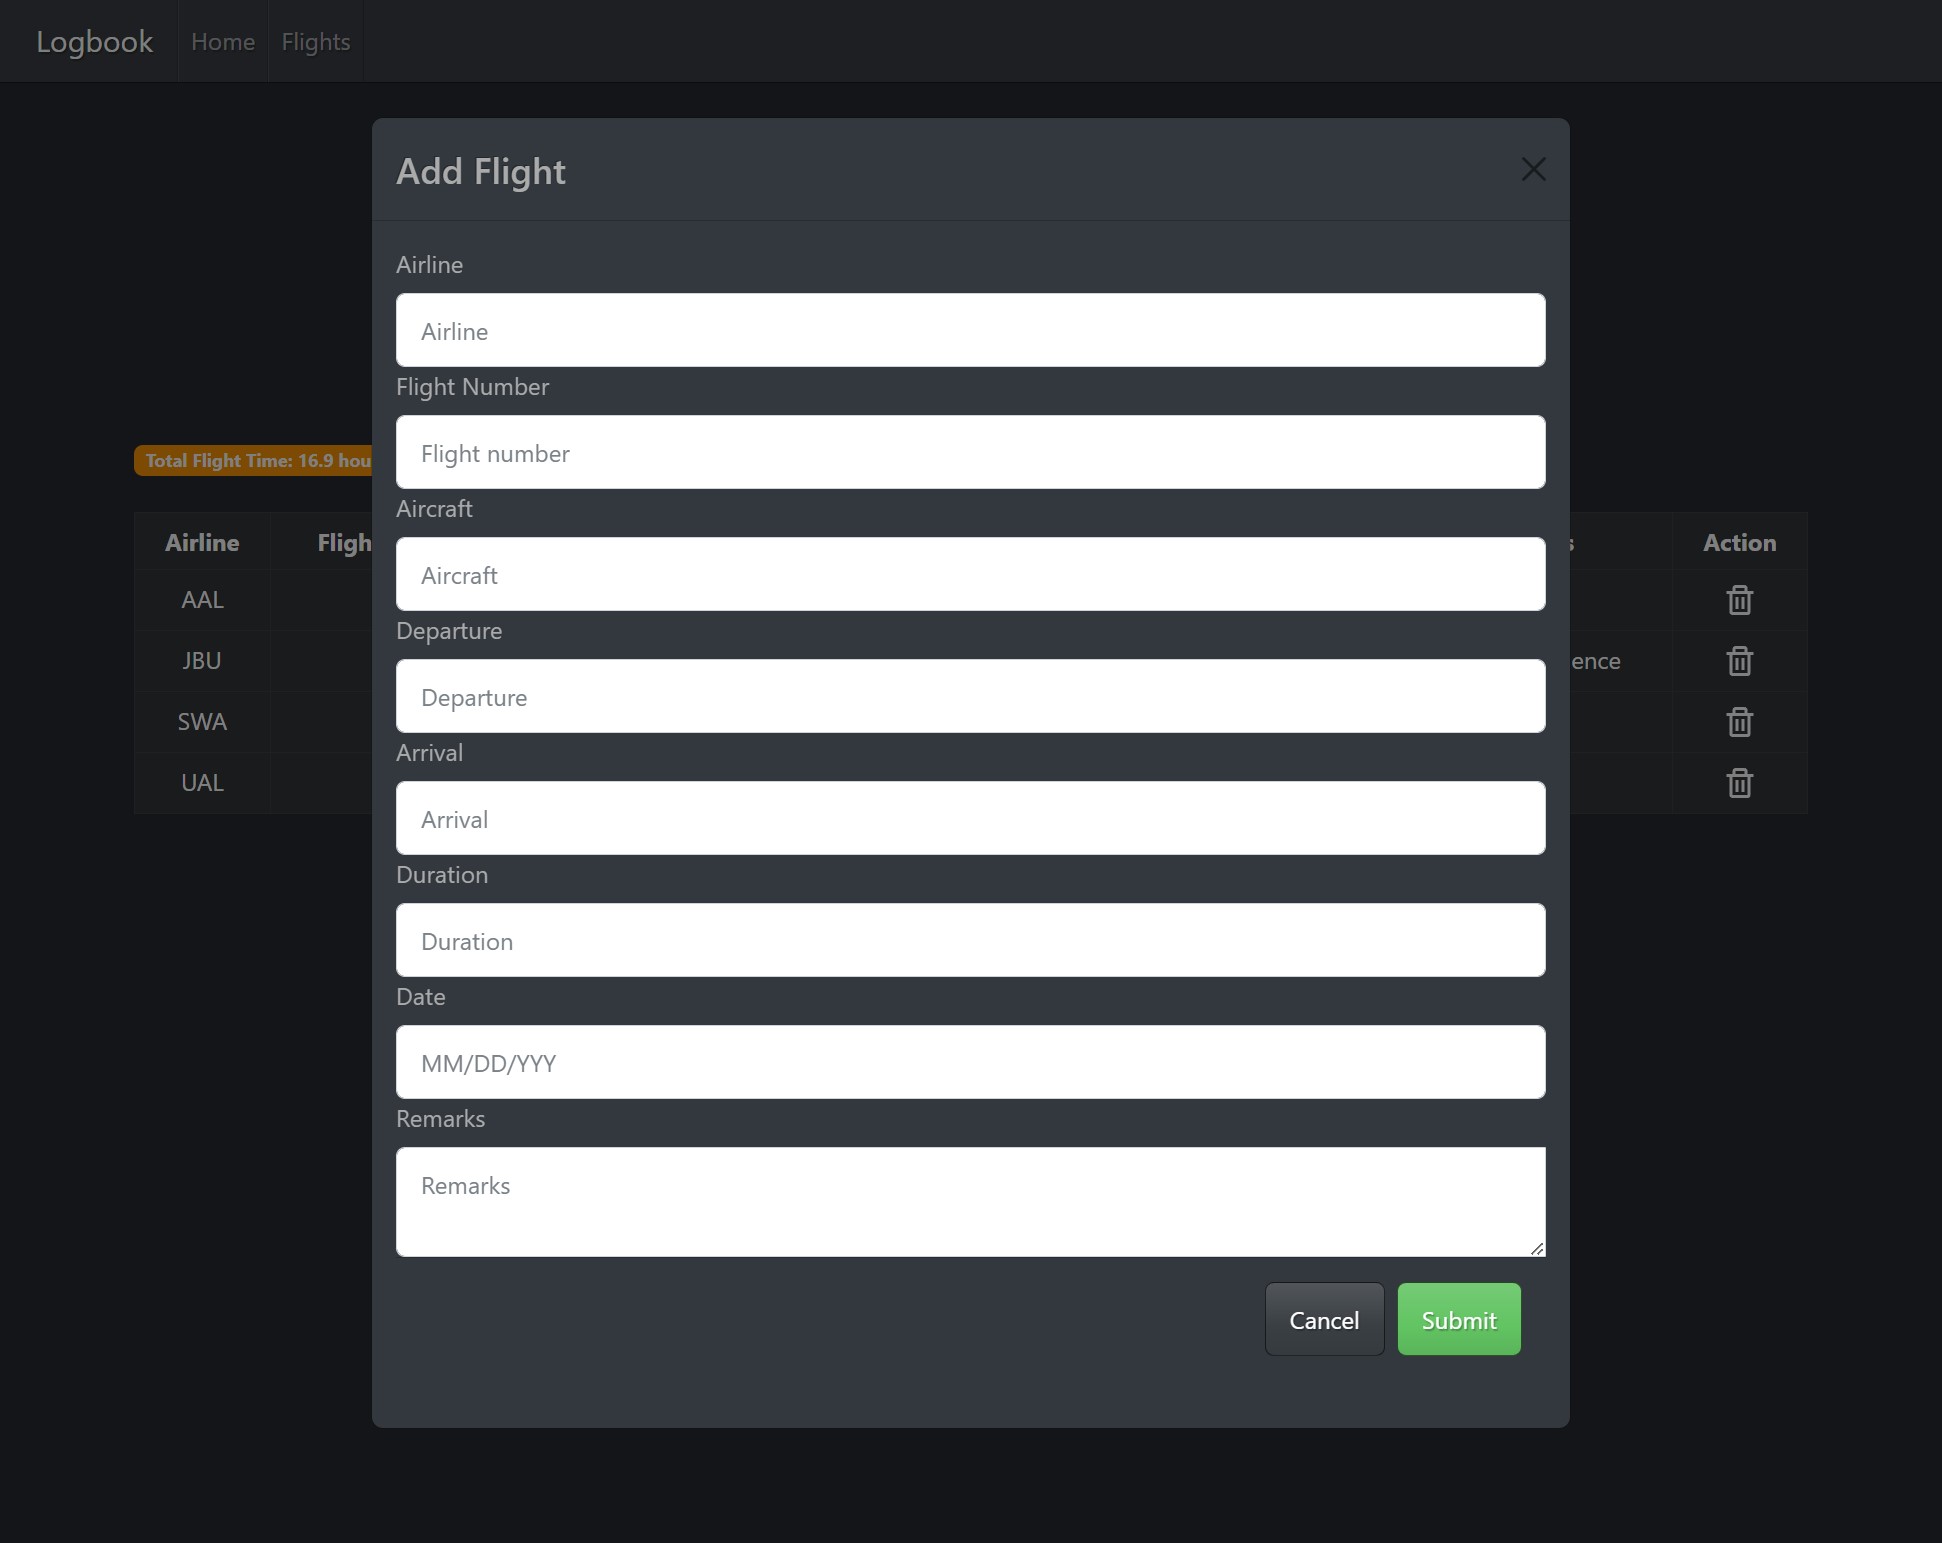 Logbook Home Flights
Add Flight
Airline
Airline
Flight Number
Flight number
Aircraft
Aircraft
Departure
Departure
Arrival
Arrival
Duration
Duration
Date
MM/DD/YYY
Remarks
Remarks
Cancel Submit
Total Flight Time: 16.9 hou
Airline Fligh s Action
AAL
JBU ence
SWA
UAL